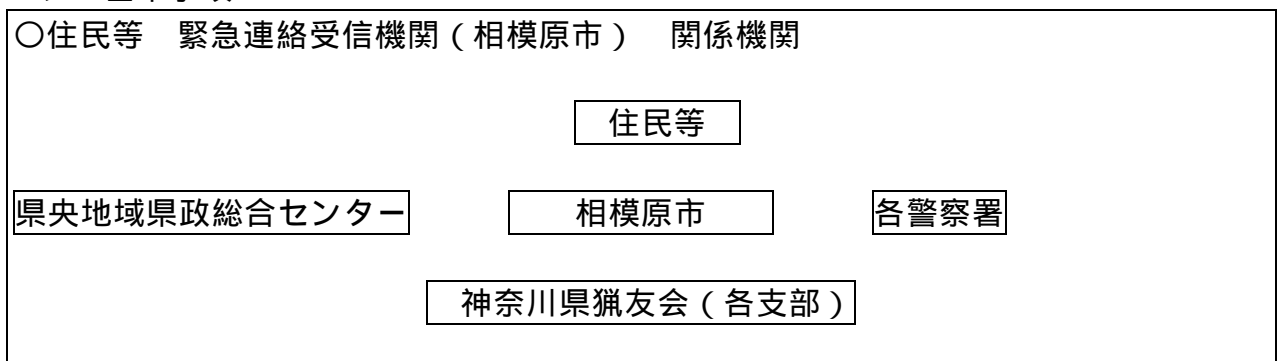 〇住民等　緊急連絡受信機関（相模原市）　関係機関
住民等
県央地域県政総合センター　相模原市　各警察署
神奈川県猟友会（各支部）